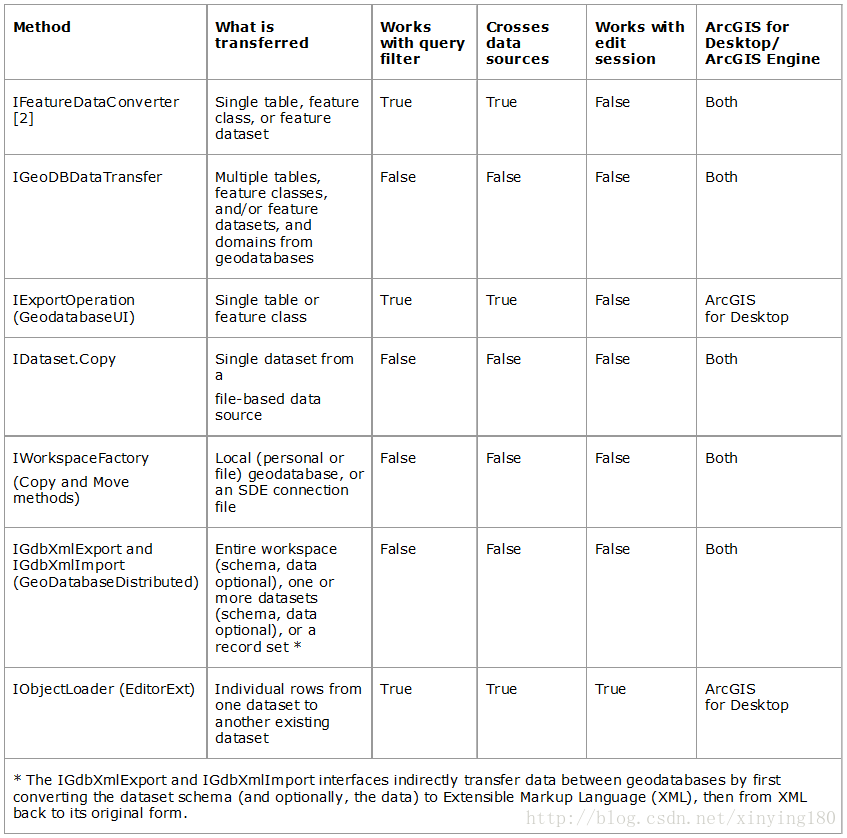 Method
What is
transferred
Works
with query
filter
Crosses
data
sources
Works with
edit
session
ArcGIS for
Desktop/
ArcGIS Engine
IFeatureDataConverter
[2]
Single table, feature
class, or feature
dataset
True
True
False
Both
IGeoDBDataTransfer
Multiple tables,
feature classes,
and/or feature
datasets, and
domains from
geodatabases
False
False
False
Both
IExportOperation
(GeodatabaseUI)
Single table or
feature class
True
True
False
ArcGIS
for Desktop
IDataset.Copy
Single dataset from
a
file-based data
source
False
False
False
Both
IWorkspaceFactory
(Copy and Move
methods)
Local (personal or
file) geodatabase, or
an SDE connection
file
False
False
False
Both
IGdbXmlExport and
IGdbXmlImport
(GeoDatabaseDistributed)
Entire workspace
(schema, data
optional), one or
more datasets
(schema, data
optional), or a
record set *
False
False
False
Both
IObjectLoader (EditorExt)
Individual rows from
one dataset to
another existing
dataset
True
True
True
ArcGIS
for Desktop
* The IGdbXmlExport and IGdbXmlImport interfaces indirectly transfer data between geodatabases by first
converting the dataset schema (and optionally, the data) to Extensible Markup Language (XML), then from XML
back to its original form.
http://blog.csdn.net/xinying180